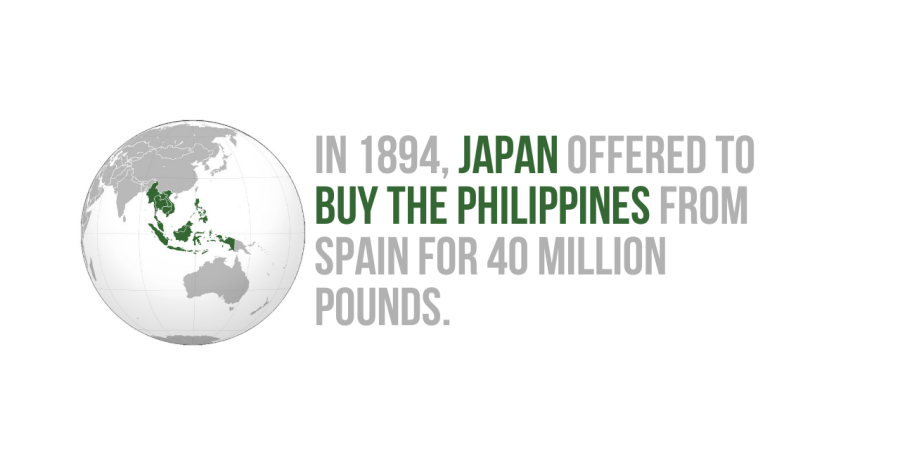 IN 1894, JAPAN OFFERED TO
BUY THE PHILIPPINES FROM
SPAIN FOR 40 MILLION
POUNDS.